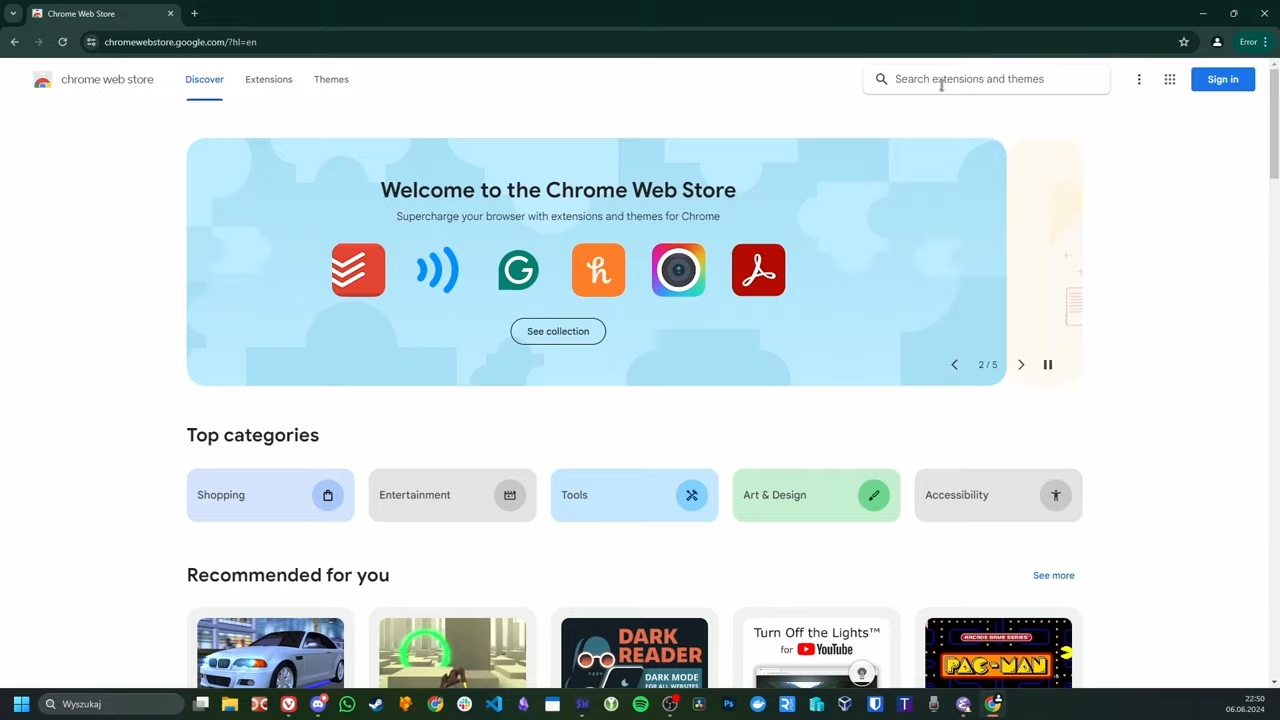 Chrome Web Store
chromewebstore.google.com/?hl=en
Error
chrome web store
Discover
Extensions
Themes
Search extensions and themes
Sign in
Welcome to the Chrome Web Store
Supercharge your browser with extensions and themes for Chrome
See collection
2 / 5
Top categories
Shopping
Entertainment
Tools
Art & Design
Accessibility
Recommended for you
See more
DARK
READER
DARK MODE
FOR ALL WEBSITES
Turn Off the Lights™
for YouTube
ARCADE GAME SERIES
PAC-MAN
Wyszukaj
22:50
06.06.2024